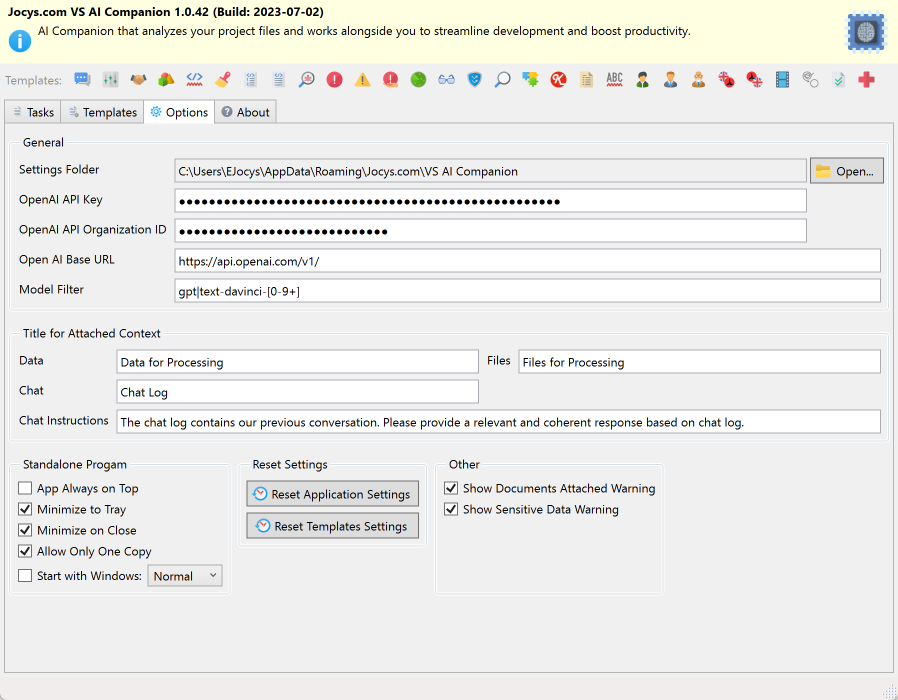 Jocys.com VS AI Companion 1.0.42 (Build: 2023-07-02)
AI Companion that analyzes your project files and works alongside you to streamline development and boost productivity.
Templates:
ABC
Tasks Templates Options About
General
Settings Folder C:\Users\EJocys\AppData\Roaming\Jocys.com\VS AI Companion Open...
OpenAI API Key
OpenAI API Organization ID
Open AI Base URL https://api.openai.com/v1/
Model Filter gpt|text-davinci-[0-9+]
Title for Attached Context
Data Data for Processing Files Files for Processing
Chat Chat Log
Chat Instructions The chat log contains our previous conversation. Please provide a relevant and coherent response based on chat log.
Standalone Progam Reset Settings Other
App Always on Top Reset Application Settings Show Documents Attached Warning
Minimize to Tray Show Sensitive Data Warning
Minimize on Close Reset Templates Settings
Allow Only One Copy
Start with Windows: Normal